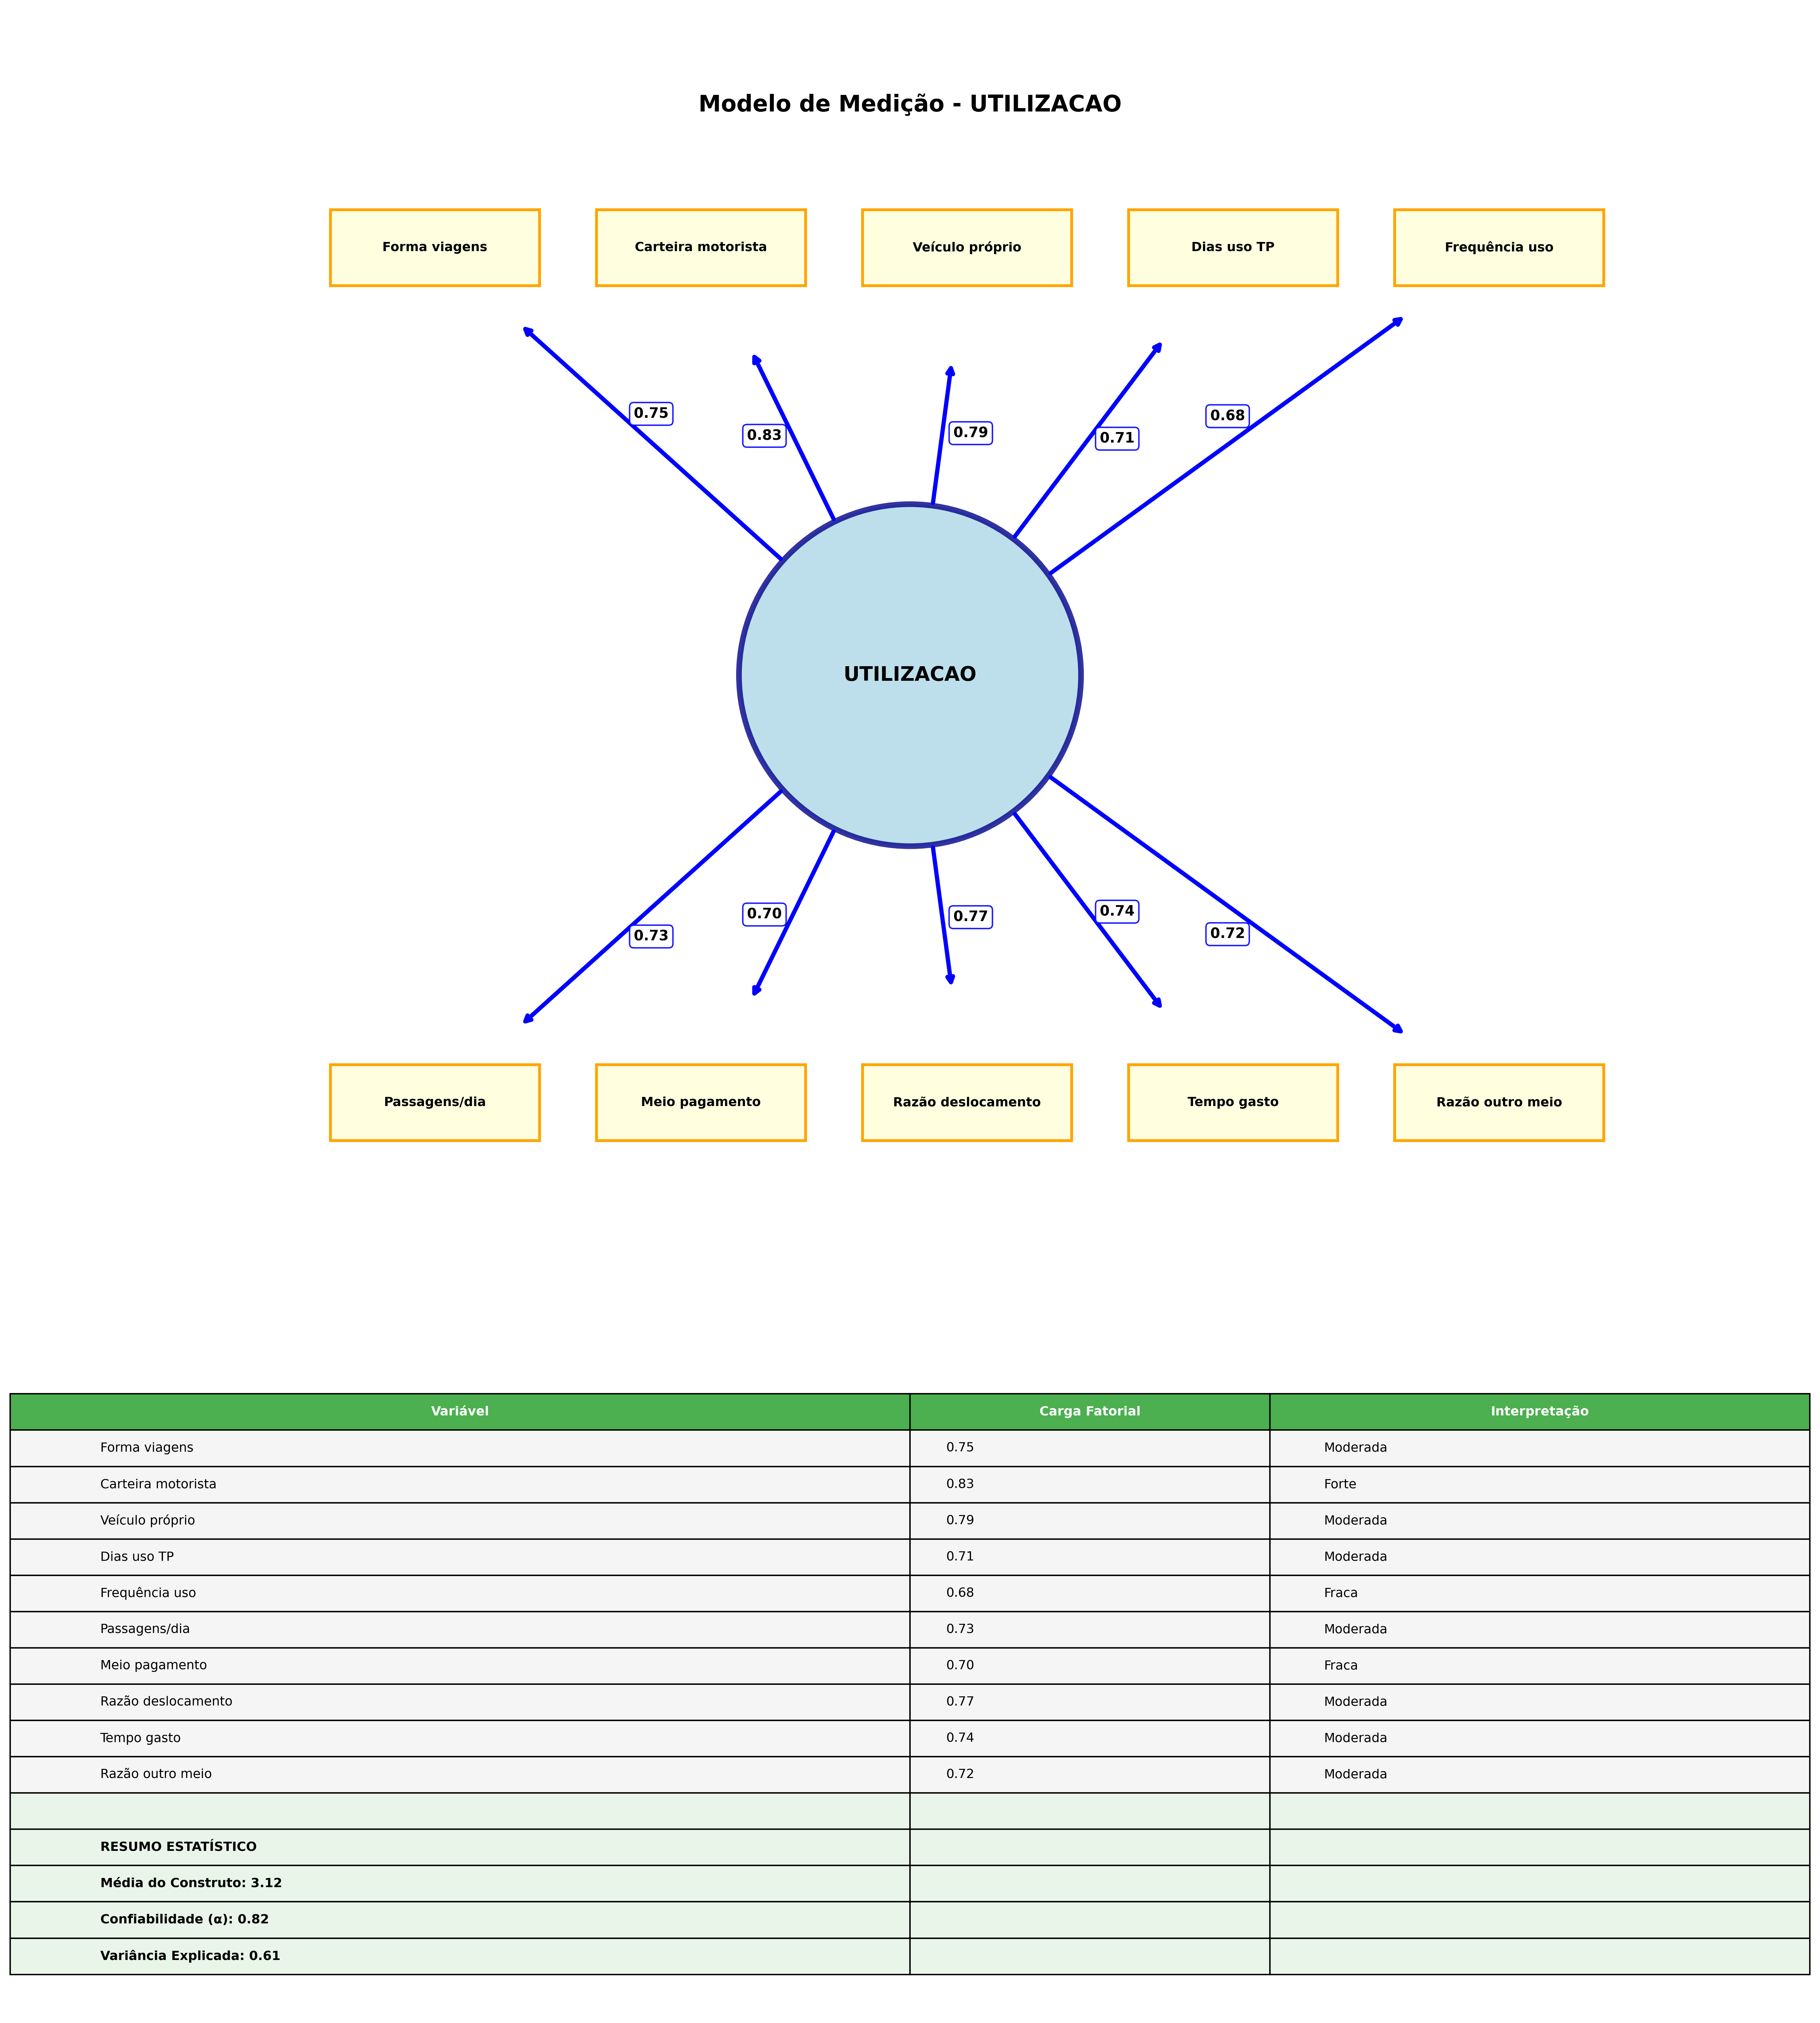 Modelo de Medição - UTILIZACAO
Forma viagens
Carteira motorista
Veículo próprio
Dias uso TP
Frequência uso
0.75
0.83
0.79
0.71
0.68
UTILIZACAO
0.73
0.70
0.77
0.74
0.72
Passagens/dia
Meio pagamento
Razão deslocamento
Tempo gasto
Razão outro meio
Variável Carga Fatorial Interpretação
Forma viagens 0.75 Moderada
Carteira motorista 0.83 Forte
Veículo próprio 0.79 Moderada
Dias uso TP 0.71 Moderada
Frequência uso 0.68 Fraca
Passagens/dia 0.73 Moderada
Meio pagamento 0.70 Fraca
Razão deslocamento 0.77 Moderada
Tempo gasto 0.74 Moderada
Razão outro meio 0.72 Moderada
RESUMO ESTATÍSTICO
Média do Construto: 3.12
Confiabilidade (α): 0.82
Variância Explicada: 0.61